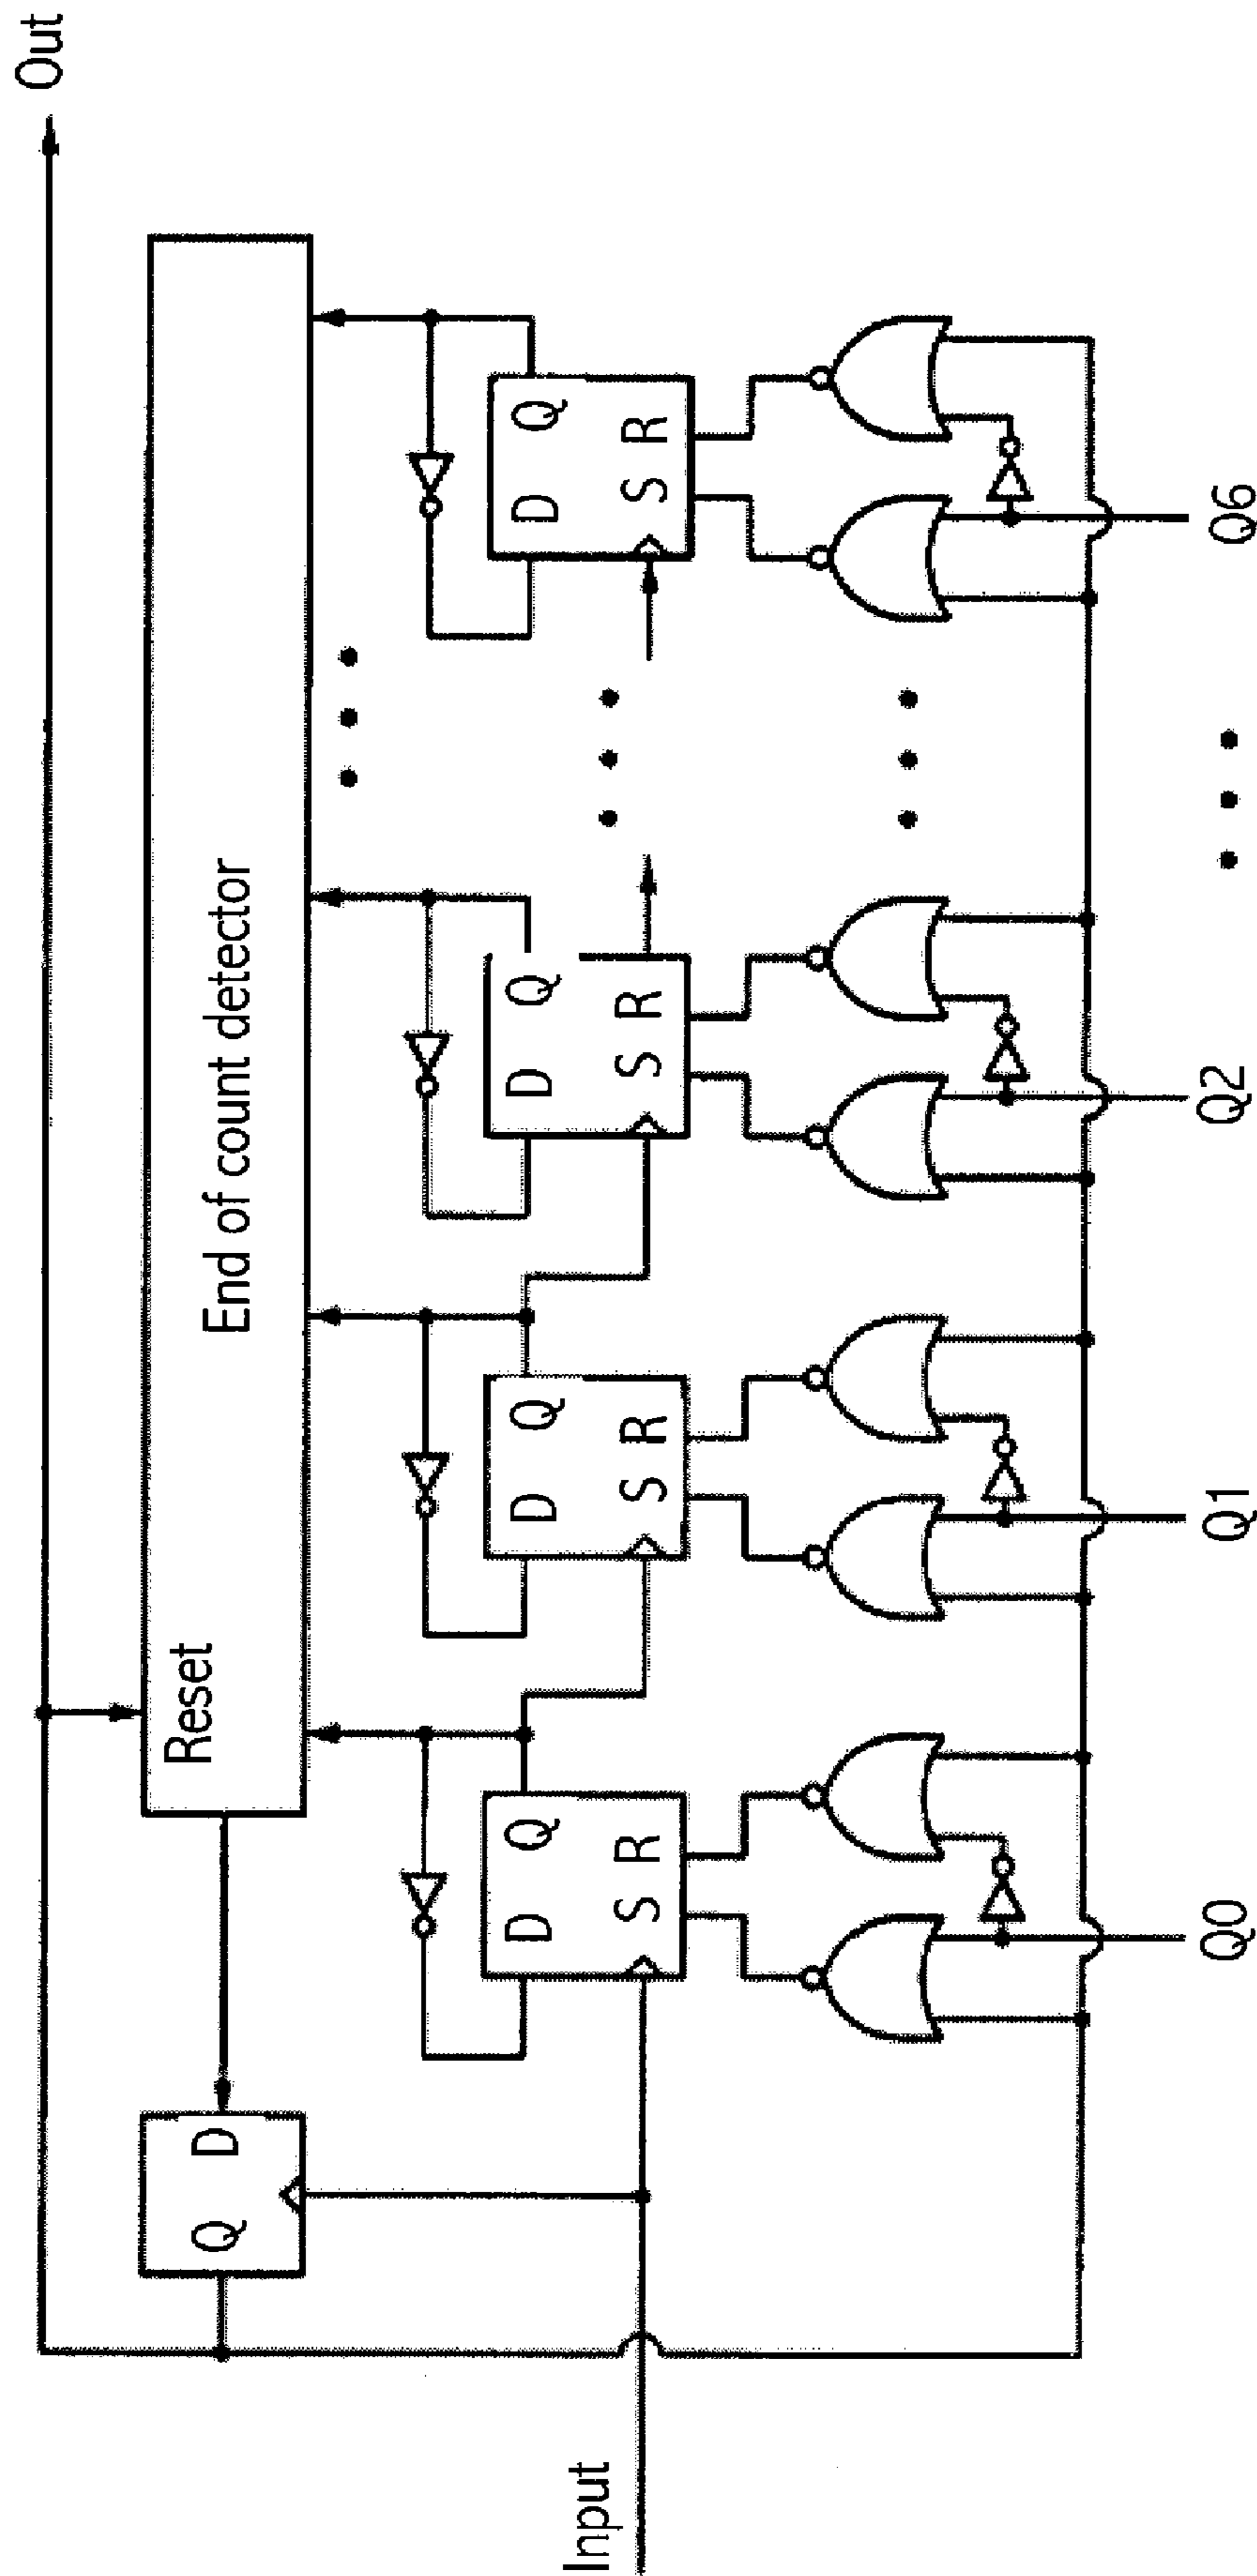 Out
Reset
End of count detector
Q D
D Q
S R
D Q
S R
D Q
S R
D Q
S R
Input
Q0
Q1
Q2
Q6